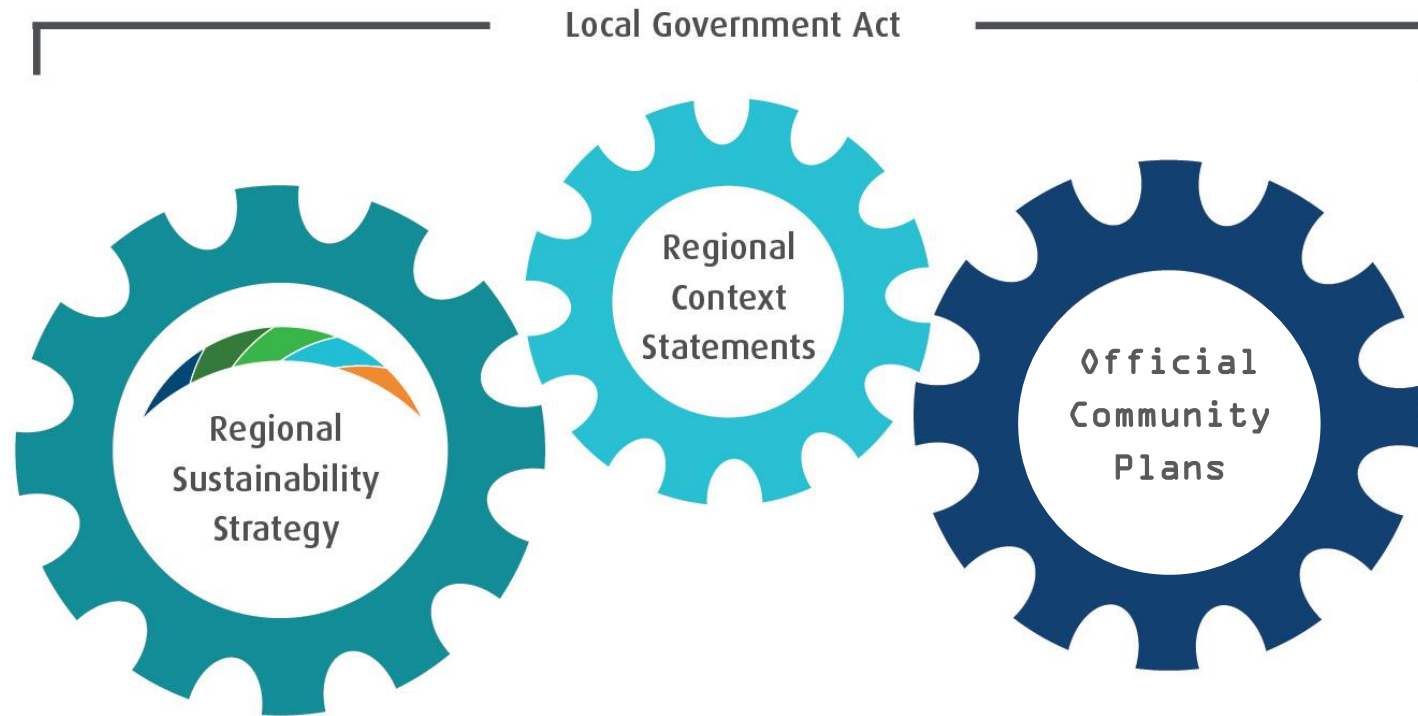 Local Government Act
Regional
Context
Statements
Regional
Sustainability
Strategy
Official
Community
Plans